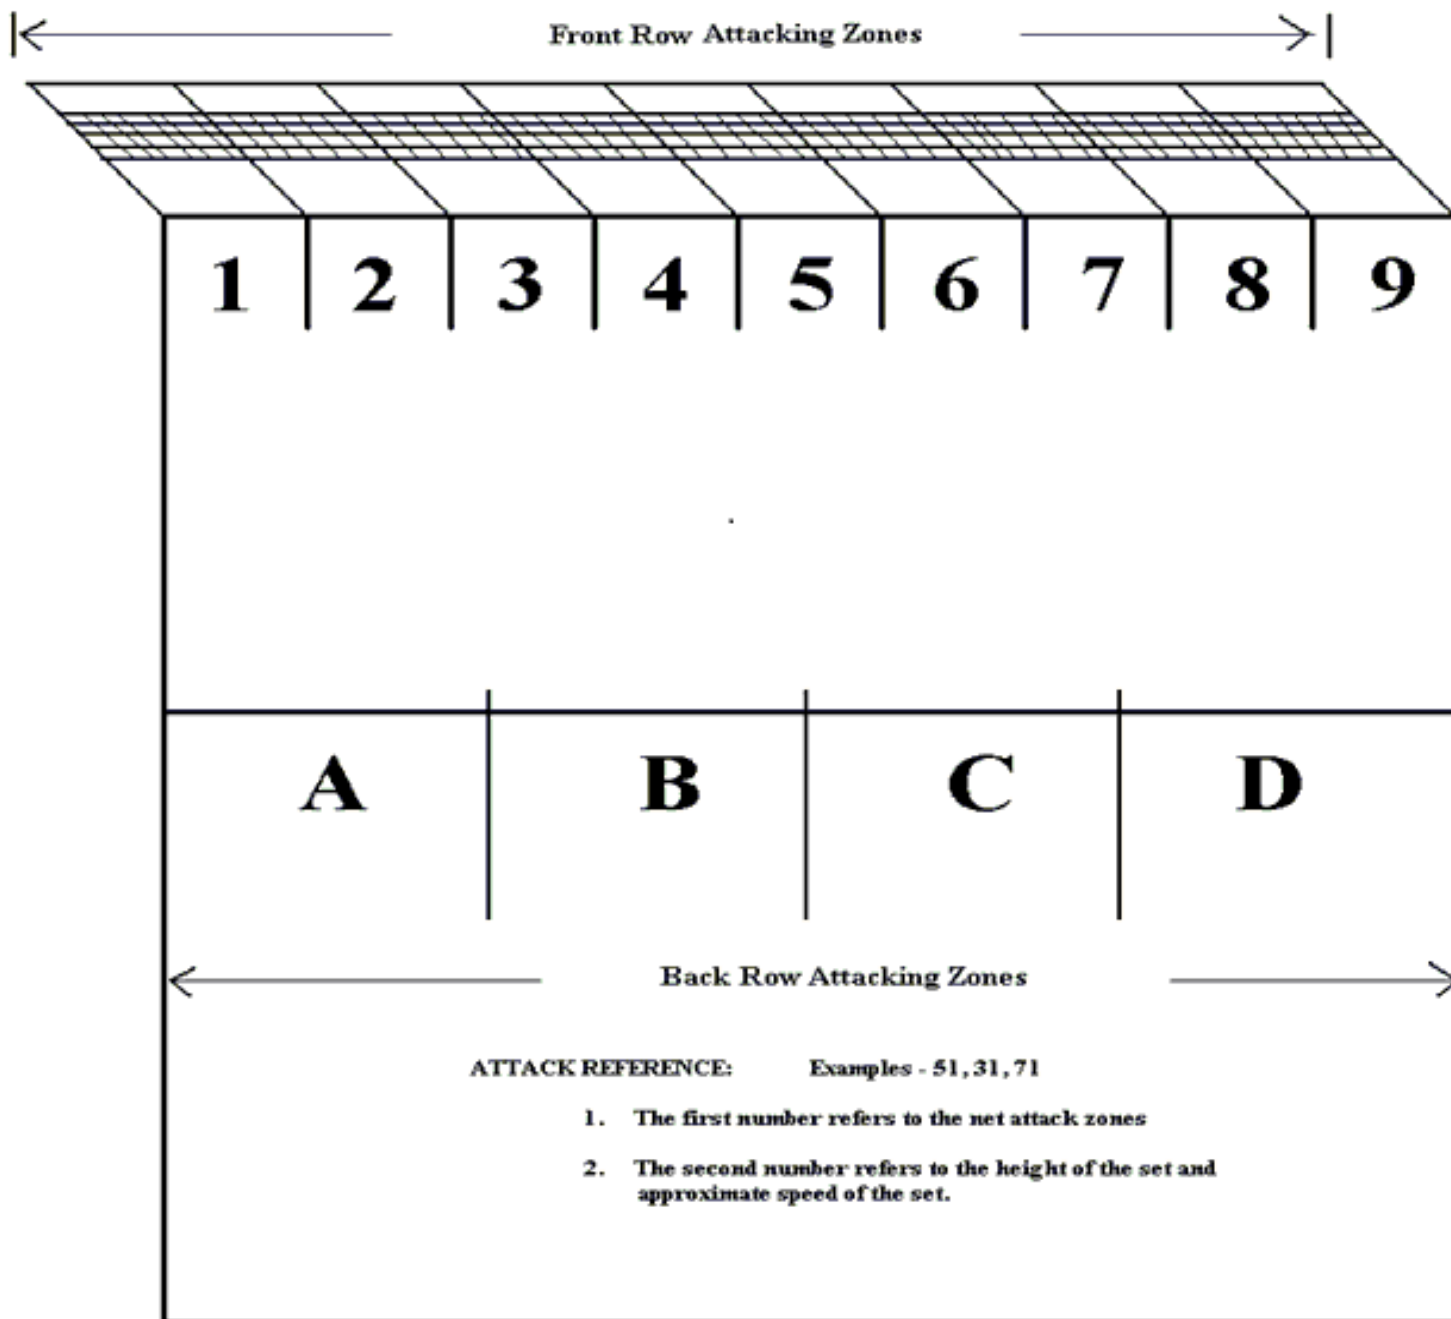 Front Row Attacking Zones
1 2 3 4 5 6 7 8 9
A B C D
Back Row Attacking Zones
ATTACK REFERENCE: Examples - 51, 31, 71
1. The first number refers to the net attack zones
2. The second number refers to the height of the set and
approximate speed of the set.